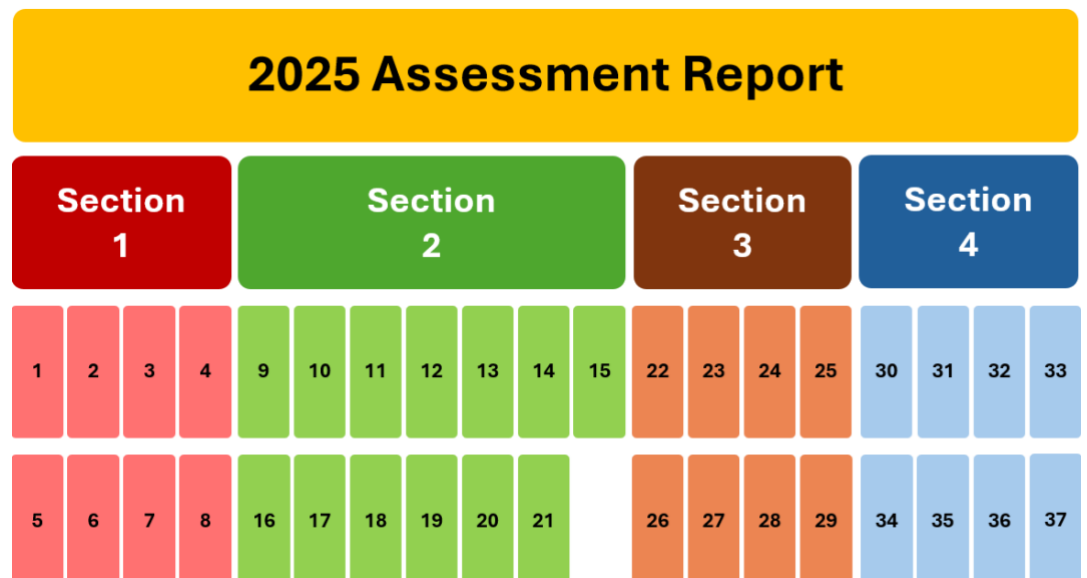 2025 Assessment Report
Section
1
Section
2
Section
3
Section
4
1 2 3 4 9 10 11 12 13 14 15 22 23 24 25 30 31 32 33
5 6 7 8 16 17 18 19 20 21 26 27 28 29 34 35 36 37